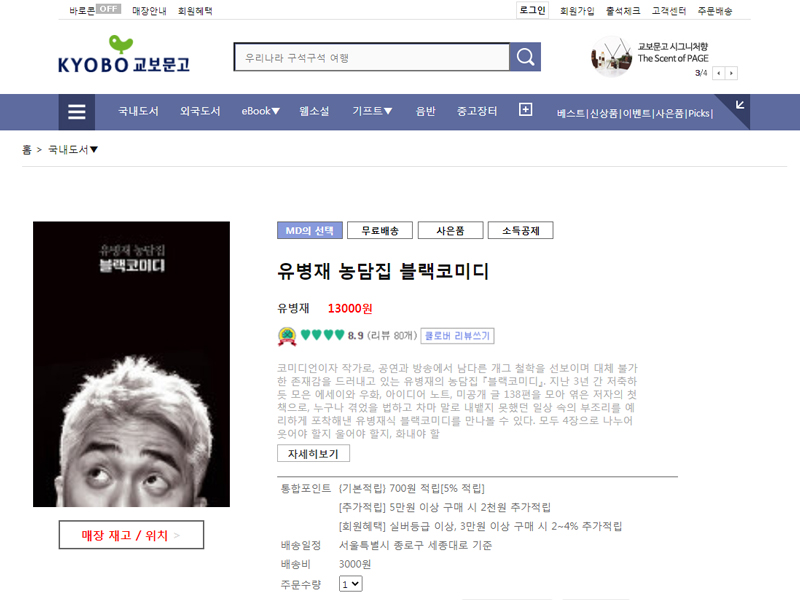 바로콘 OFF 매장안내 회원혜택
로그인 회원가입 출석체크 고객센터 주문배송
KYOBO 교보문고
우리나라 구석구석 여행
교보문고 시그니처향
The Scent of PAGE
3/4
국내도서 외국도서 eBook▼ 웹소설 기프트▼ 음반 중고장터
베스트|신상품|이벤트|사은품|Picks|
홈 > 국내도서▼
유병재 농담집
블랙코미디
MD의 선택 무료배송 사은품 소득공제
유병재 농담집 블랙코미디
유병재 13000원
8.9 (리뷰 80개) 클로버 리뷰쓰기
코미디언이자 작가로, 공연과 방송에서 남다른 개그 철학을 선보이며 대체 불가
한 존재감을 드러내고 있는 유병재의 농담집 『블랙코미디』. 지난 3년 간 저축하
듯 모은 에세이와 우화, 아이디어 노트, 미공개 글 138편을 모아 엮은 저자의 첫
책으로, 누구나 겪었을 법하고 차마 말로 내뱉지 못했던 일상 속의 부조리를 예
리하게 포착해낸 유병재식 블랙코미디를 만나볼 수 있다. 모두 4장으로 나누어
웃어야 할지 울어야 할지, 화내야 할
자세히보기
매장 재고 / 위치 >
통합포인트 {기본적립} 700원 적립[5% 적립]
[추가적립] 5만원 이상 구매 시 2천원 추가적립
[회원혜택] 실버등급 이상, 3만원 이상 구매 시 2~4% 추가적립
배송일정 서울특별시 종로구 세종대로 기준
배송비 3000원
주문수량 1